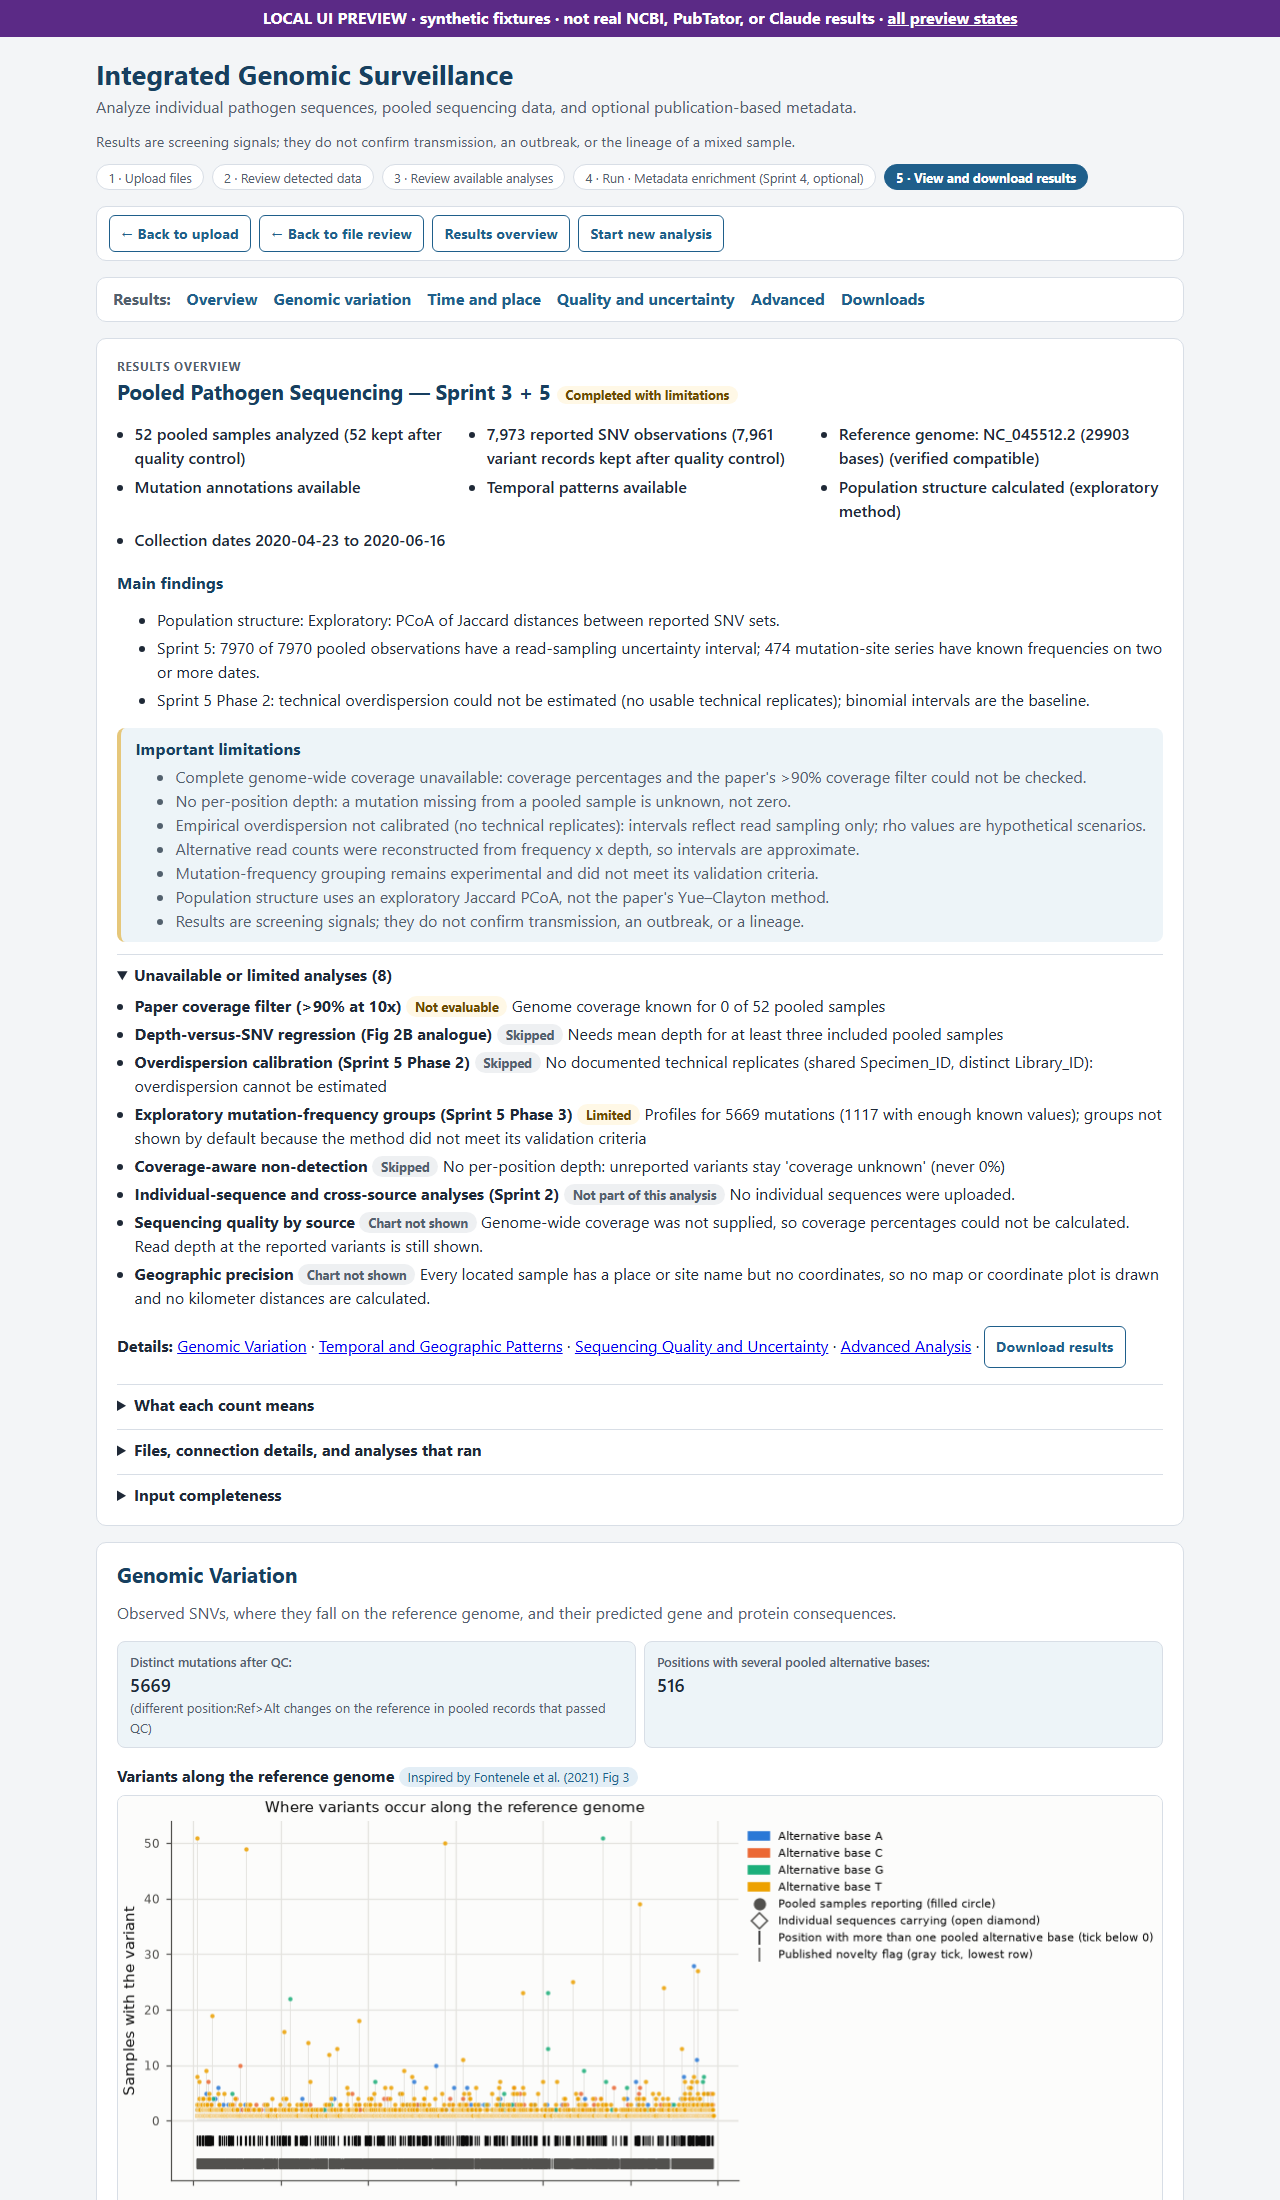 LOCAL UI PREVIEW · synthetic fixtures · not real NCBI, PubTator, or Claude results · all preview states
Integrated Genomic Surveillance
Analyze individual pathogen sequences, pooled sequencing data, and optional publication-based metadata.
Results are screening signals; they do not confirm transmission, an outbreak, or the lineage of a mixed sample.
1 · Upload files
2 · Review detected data
3 · Review available analyses
4 · Run · Metadata enrichment (Sprint 4, optional)
5 · View and download results
← Back to upload
← Back to file review
Results overview
Start new analysis
Results: Overview Genomic variation Time and place Quality and uncertainty Advanced Downloads
RESULTS OVERVIEW
Pooled Pathogen Sequencing — Sprint 3 + 5 Completed with limitations
• 52 pooled samples analyzed (52 kept after
quality control)
• 7,973 reported SNV observations (7,961
variant records kept after quality control)
• Reference genome: NC_045512.2 (29903
bases) (verified compatible)
• Mutation annotations available
• Temporal patterns available
• Population structure calculated (exploratory
method)
• Collection dates 2020-04-23 to 2020-06-16
Main findings
• Population structure: Exploratory: PCoA of Jaccard distances between reported SNV sets.
• Sprint 5: 7970 of 7970 pooled observations have a read-sampling uncertainty interval; 474 mutation-site series have known frequencies on two
or more dates.
• Sprint 5 Phase 2: technical overdispersion could not be estimated (no usable technical replicates); binomial intervals are the baseline.
Important limitations
• Complete genome-wide coverage unavailable: coverage percentages and the paper's >90% coverage filter could not be checked.
• No per-position depth: a mutation missing from a pooled sample is unknown, not zero.
• Empirical overdispersion not calibrated (no technical replicates): intervals reflect read sampling only; rho values are hypothetical scenarios.
• Alternative read counts were reconstructed from frequency x depth, so intervals are approximate.
• Mutation-frequency grouping remains experimental and did not meet its validation criteria.
• Population structure uses an exploratory Jaccard PCoA, not the paper's Yue–Clayton method.
• Results are screening signals; they do not confirm transmission, an outbreak, or a lineage.
▼ Unavailable or limited analyses (8)
• Paper coverage filter (>90% at 10x) Not evaluable Genome coverage known for 0 of 52 pooled samples
• Depth-versus-SNV regression (Fig 2B analogue) Skipped Needs mean depth for at least three included pooled samples
• Overdispersion calibration (Sprint 5 Phase 2) Skipped No documented technical replicates (shared Specimen_ID, distinct Library_ID):
overdispersion cannot be estimated
• Exploratory mutation-frequency groups (Sprint 5 Phase 3) Limited Profiles for 5669 mutations (1117 with enough known values); groups not
shown by default because the method did not meet its validation criteria
• Coverage-aware non-detection Skipped No per-position depth: unreported variants stay 'coverage unknown' (never 0%)
• Individual-sequence and cross-source analyses (Sprint 2) Not part of this analysis No individual sequences were uploaded.
• Sequencing quality by source Chart not shown Genome-wide coverage was not supplied, so coverage percentages could not be calculated.
Read depth at the reported variants is still shown.
• Geographic precision Chart not shown Every located sample has a place or site name but no coordinates, so no map or coordinate plot is drawn
and no kilometer distances are calculated.
Details: Genomic Variation · Temporal and Geographic Patterns · Sequencing Quality and Uncertainty · Advanced Analysis · Download results
▶ What each count means
▶ Files, connection details, and analyses that ran
▶ Input completeness
Genomic Variation
Observed SNVs, where they fall on the reference genome, and their predicted gene and protein consequences.
Distinct mutations after QC:
5669
(different position:Ref>Alt changes on the reference in pooled records that passed
QC)
Positions with several pooled alternative bases:
516
Variants along the reference genome Inspired by Fontenele et al. (2021) Fig 3
Where variants occur along the reference genome
Samples with the variant
50
40
30
20
10
0
Alternative base A
Alternative base C
Alternative base G
Alternative base T
Pooled samples reporting (filled circle)
Individual sequences carrying (open diamond)
Position with more than one pooled alternative base (tick below 0)
Published novelty flag (gray tick, lowest row)